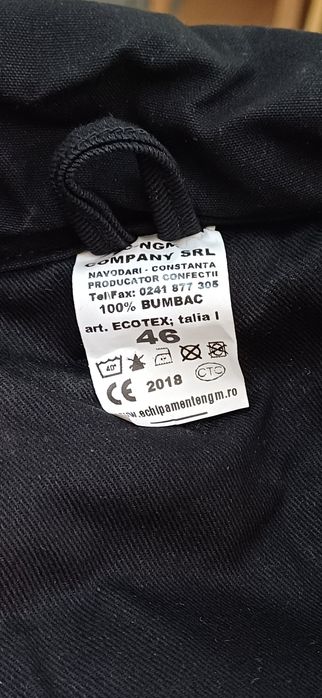 COMPANY SRL
NAVODARI - CONSTANTA
PRODUCATOR CONFECTII
Tel\Fax: 0241 877 305
100% BUMBAC
art. ECOTEX; talia I
46
40°
CE 2018 CTC
.echipamentengm.ro